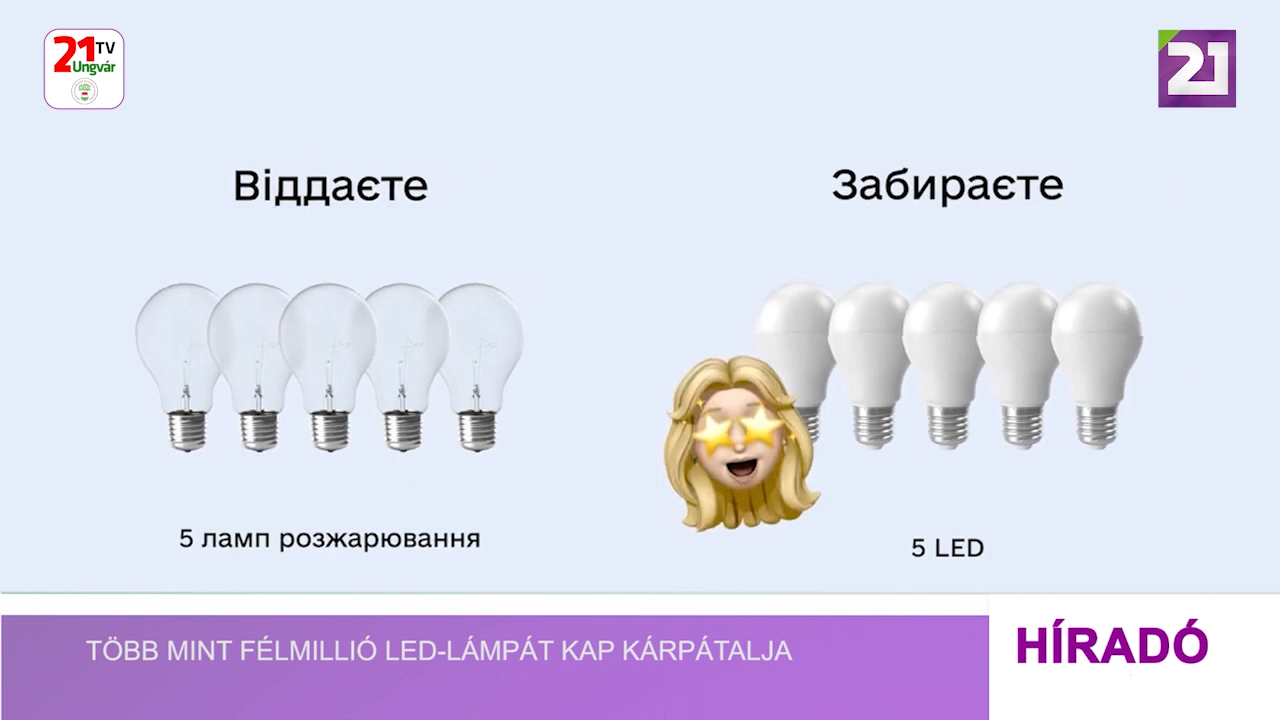 21 TV
Ungvár
21
Віддаєте
Забираєте
5 ламп розжарювання
5 LED
TÖBB MINT FÉLMILLIÓ LED-LÁMPÁT KAP KÁRPÁTALJA
HÍRADÓ